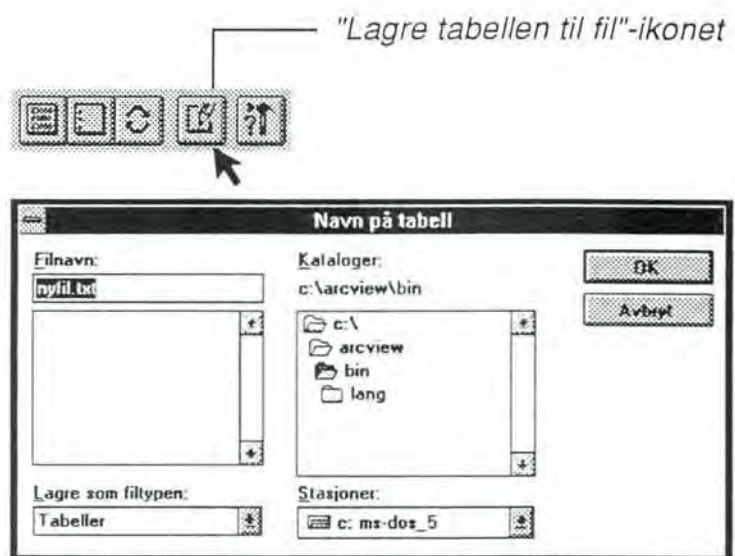 "Lagre tabellen til fil"-ikonet
Navn på tabell
Filnavn:
nyfil.txt
Kataloger:
c:\arcview\bin
c:\
arcview
bin
lang
OK
Avbryt
Lagre som filtypen:
Tabeller
Stasjoner:
c: ms-dos_5